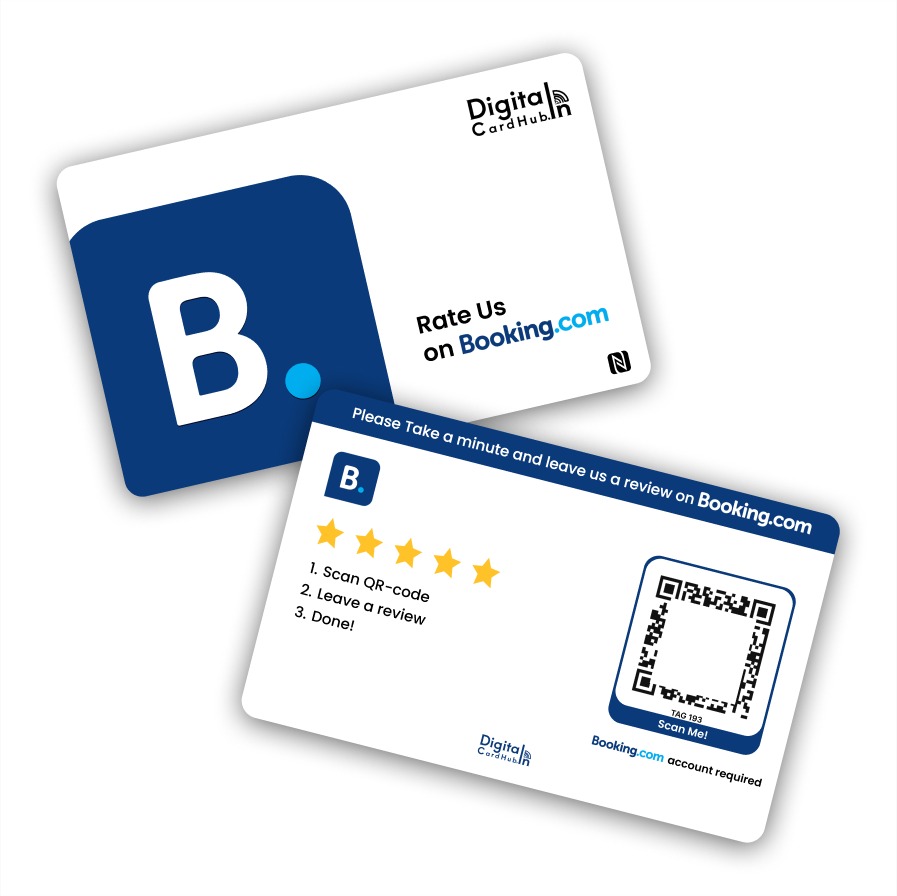 Digital In
CardHub.
B.
Rate Us
on Booking.com
N
Please Take a minute and leave us a review on Booking.com
B.
1. Scan QR-code
2. Leave a review
3. Done!
TAG 193
Scan Me!
Booking.com account required
Digital In
CardHub.